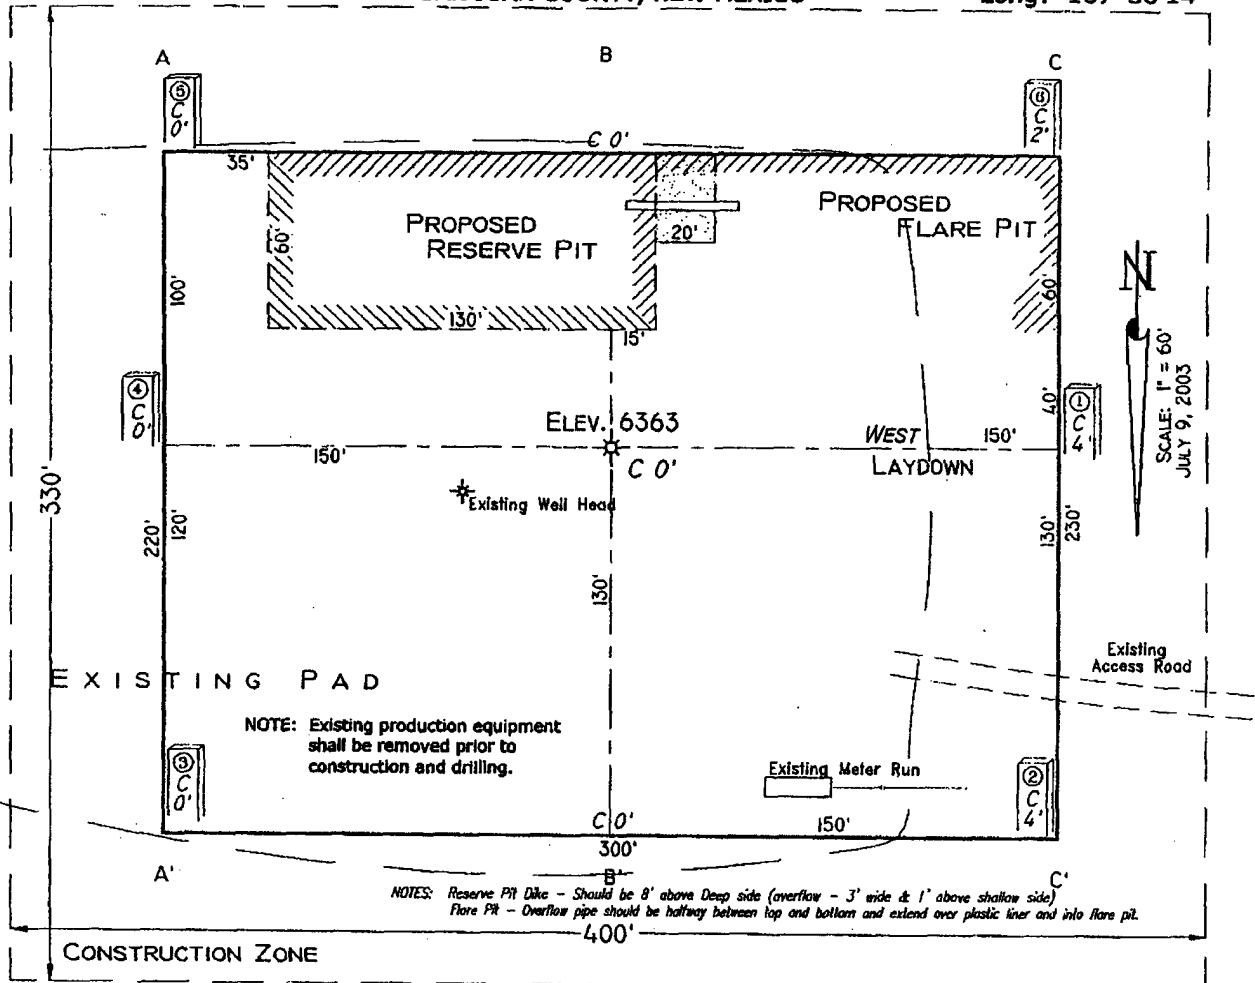 Long. 107°36'14"
A
B
C
⑤
C
0'
⑥
C
2'
C 0'
35'
PROPOSED
RESERVE PIT
60'
20'
PROPOSED
FLARE PIT
60'
N
100'
130'
15'
SCALE: 1" = 60'
JULY 9, 2003
④
C
0'
①
C
4'
40'
ELEV. 6363
WEST
150'
150'
C 0'
LAYDOWN
Existing Well Head
330'
220'
120'
130'
130'
230'
Existing
Access Road
EXISTING PAD
NOTE: Existing production equipment
shall be removed prior to
construction and drilling.
③
C
0'
Existing Meter Run
②
C
4'
C 0'
150'
300'
A'
B'
C'
NOTES: Reserve Pit Dike - Should be 8' above Deep side (overflow - 3' wide & 1' above shallow side)
Flare Pit - Overflow pipe should be halfway between top and bottom and extend over plastic liner and into flare pit.
400'
CONSTRUCTION ZONE